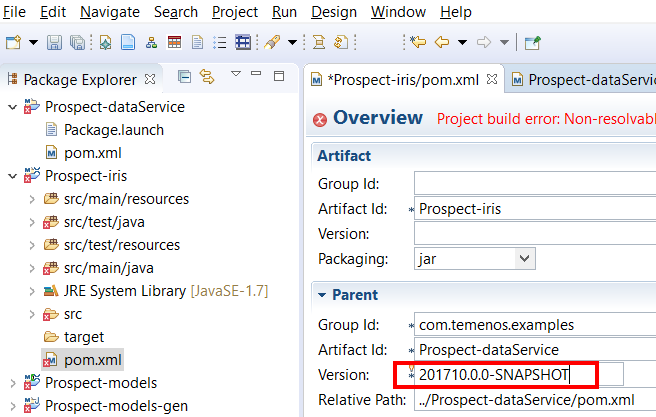 File Edit Navigate Search Project Run Design Window Help
Package Explorer
*Prospect-iris/pom.xml
Prospect-dataServic
Prospect-dataService
Package.launch
pom.xml
Prospect-iris
src/main/resources
src/test/java
src/test/resources
src/main/java
JRE System Library [JavaSE-1.7]
src
target
pom.xml
Prospect-models
Prospect-models-gen
Overview Project build error: Non-resolvabl
Artifact
Group Id:
Artifact Id: * Prospect-iris
Version:
Packaging: jar
Parent
Group Id: * com.temenos.examples
Artifact Id: * Prospect-dataService
Version: * 201710.0.0-SNAPSHOT
Relative Path: ../Prospect-dataService/pom.xml